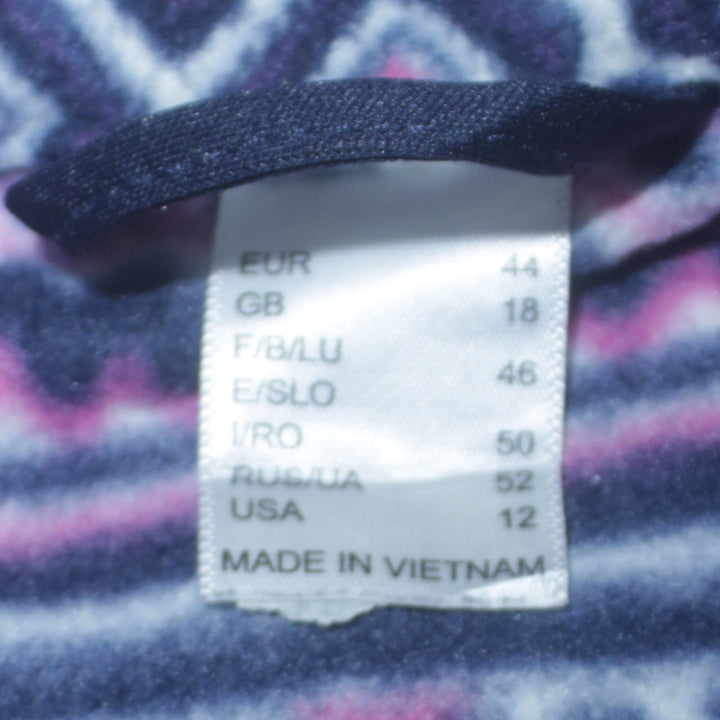 EUR 44
GB 18
F/B/LU
E/SLO 46
I/RO 50
RUS/UA 52
USA 12
MADE IN VIETNAM